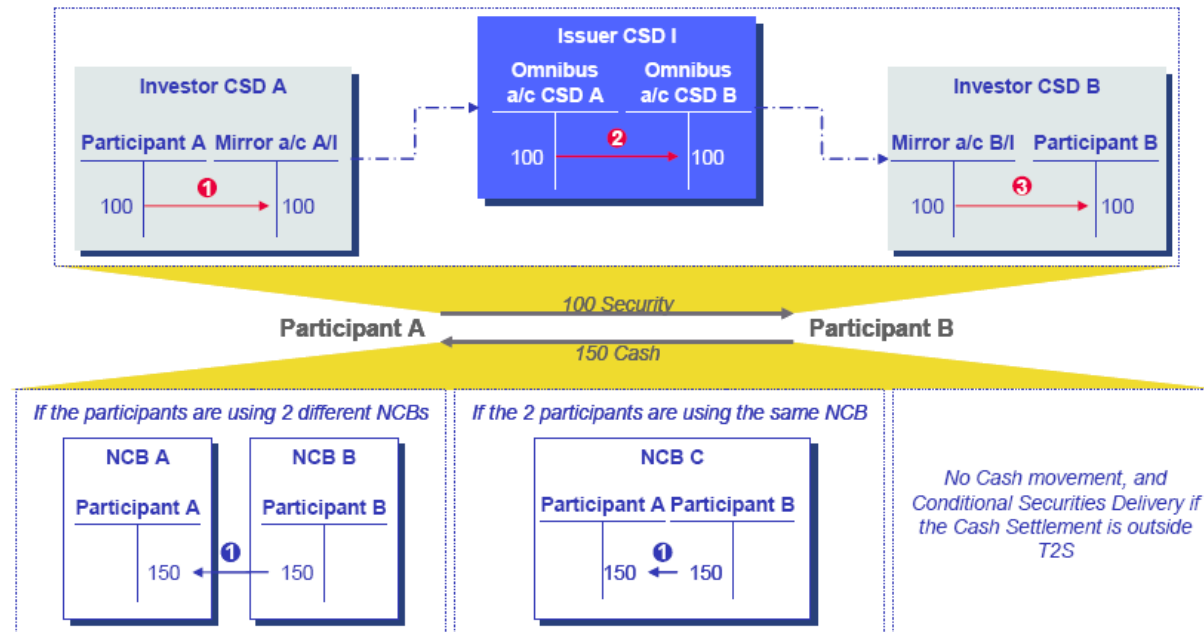 Issuer CSD I
Omnibus a/c CSD A
Omnibus a/c CSD B
100
2
100
Investor CSD A
Participant A
Mirror a/c A/I
1
100
100
Investor CSD B
Mirror a/c B/I
Participant B
3
100
100
100 Security
Participant A
Participant B
150 Cash
If the participants are using 2 different NCBs
NCB A
NCB B
Participant A
Participant B
1
150
150
If the 2 participants are using the same NCB
NCB C
Participant A
Participant B
1
150
150
No Cash movement, and
Conditional Securities Delivery if
the Cash Settlement is outside
T2S